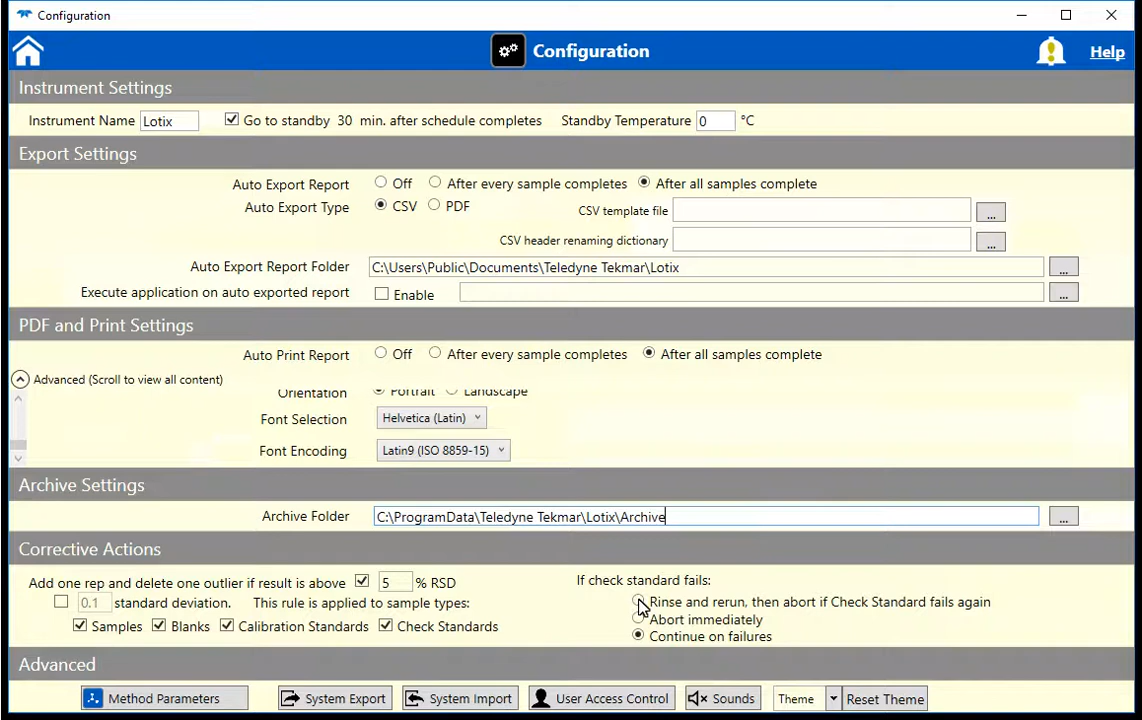 Configuration
Configuration
Help
Instrument Settings
Instrument Name Lotix Go to standby 30 min. after schedule completes Standby Temperature 0 °C
Export Settings
Auto Export Report Off After every sample completes After all samples complete
Auto Export Type CSV PDF CSV template file ...
CSV header renaming dictionary ...
Auto Export Report Folder C:\Users\Public\Documents\Teledyne Tekmar\Lotix ...
Execute application on auto exported report Enable ...
PDF and Print Settings
Auto Print Report Off After every sample completes After all samples complete
Advanced (Scroll to view all content)
Orientation Portrait Landscape
Font Selection Helvetica (Latin)
Font Encoding Latin9 (ISO 8859-15)
Archive Settings
Archive Folder C:\ProgramData\Teledyne Tekmar\Lotix\Archive ...
Corrective Actions
Add one rep and delete one outlier if result is above 5 % RSD If check standard fails:
0.1 standard deviation. This rule is applied to sample types: Rinse and rerun, then abort if Check Standard fails again
Abort immediately
Samples Blanks Calibration Standards Check Standards Continue on failures
Advanced
Method Parameters System Export System Import User Access Control Sounds Theme Reset Theme